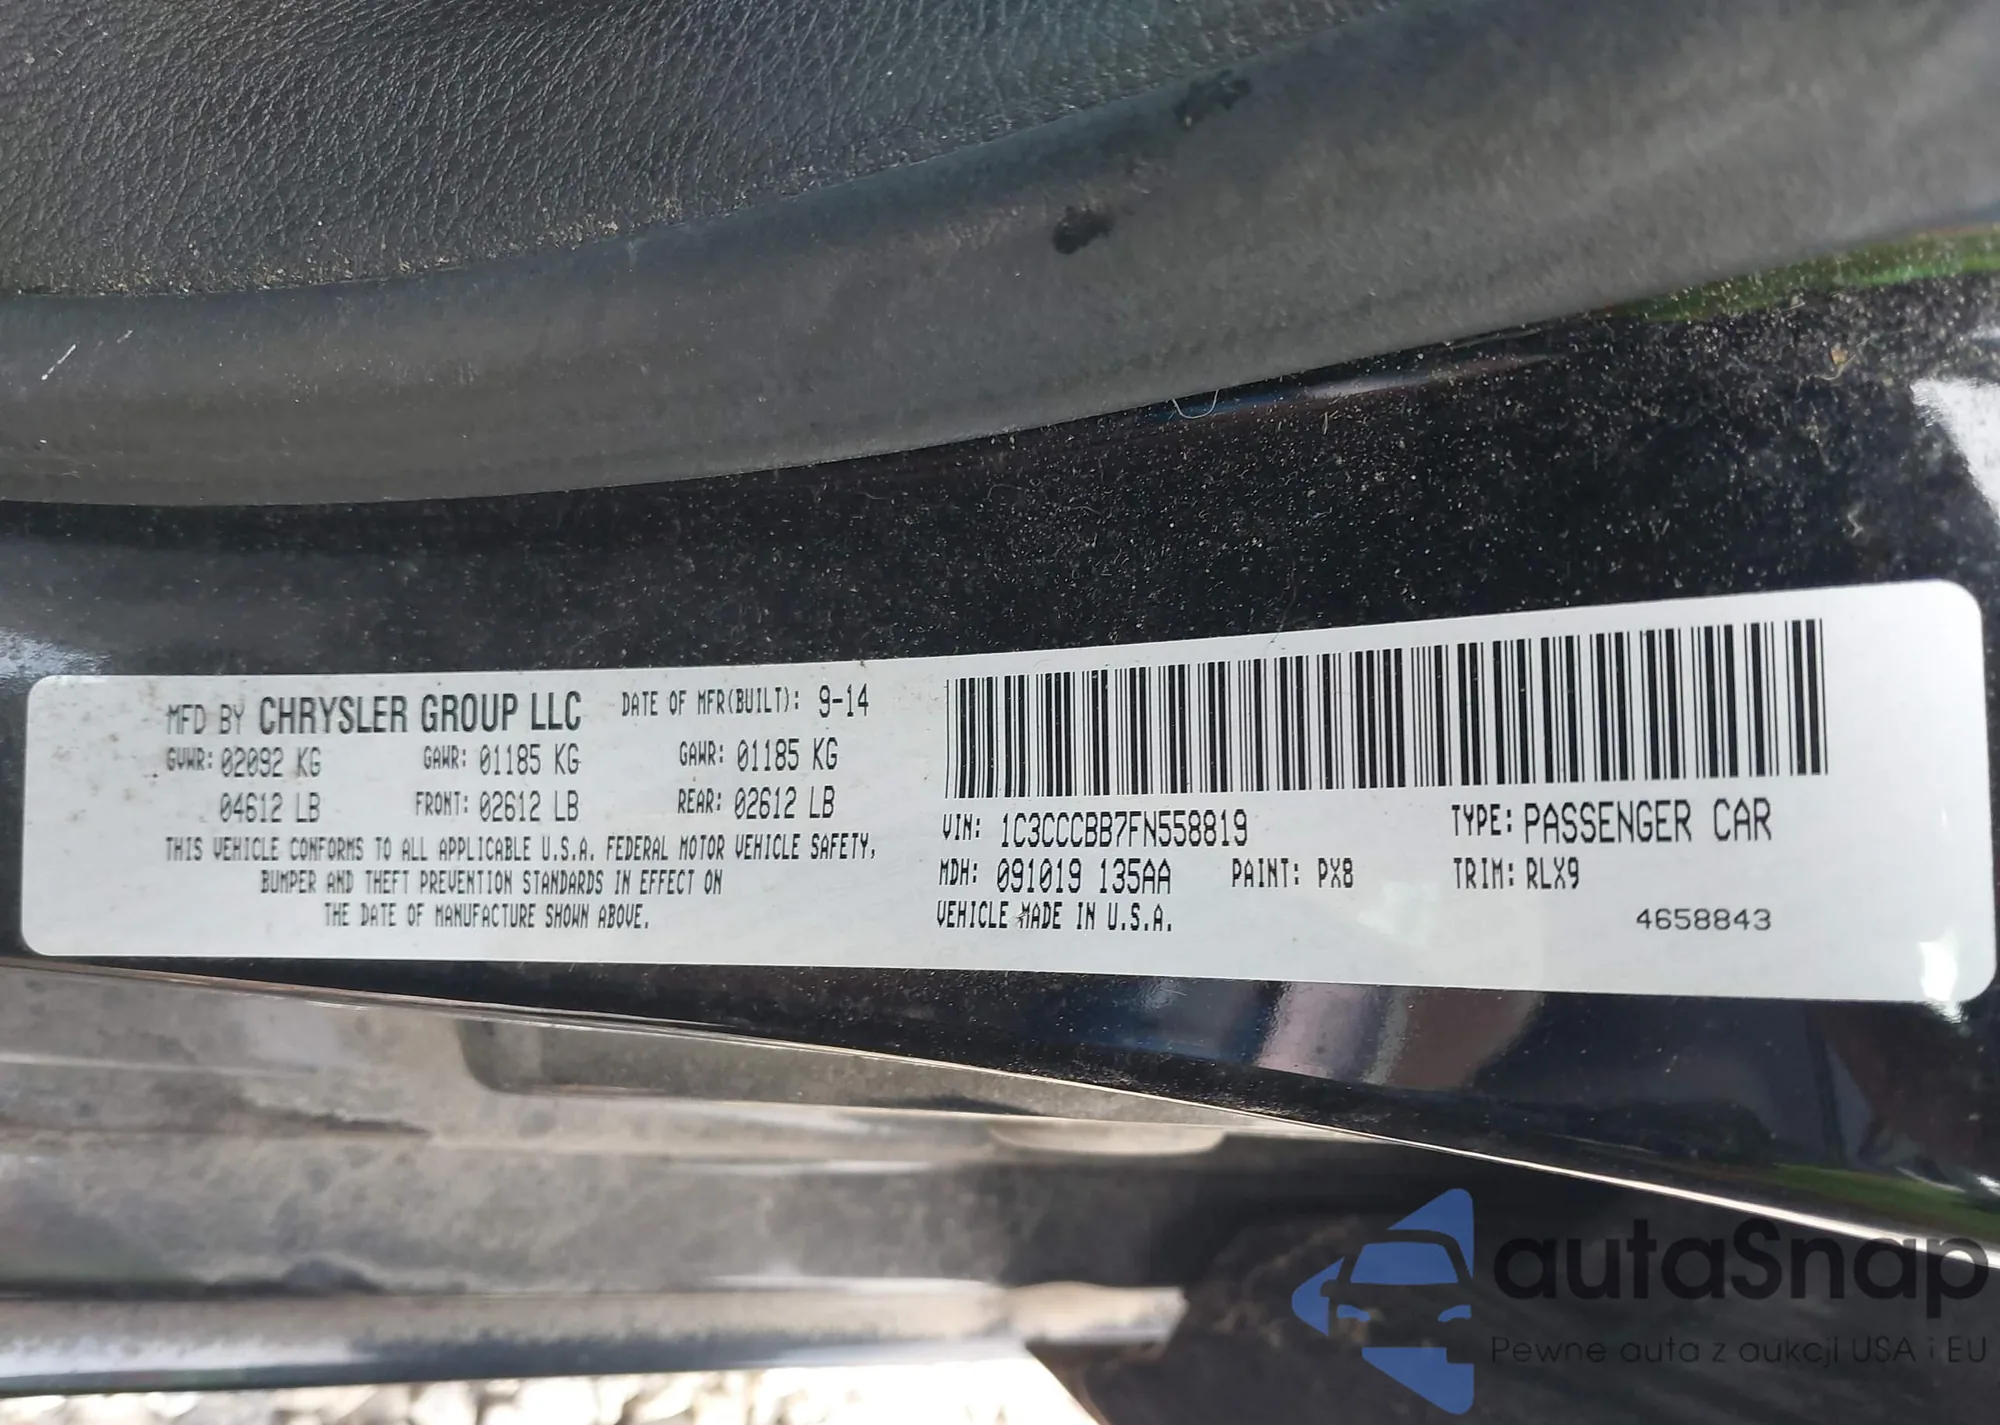 MFD BY CHRYSLER GROUP LLC DATE OF MFR(BUILT): 9-14
GVWR: 02092 KG GAWR: 01185 KG GAWR: 01185 KG
04612 LB FRONT: 02612 LB REAR: 02612 LB
THIS VEHICLE CONFORMS TO ALL APPLICABLE U.S.A. FEDERAL MOTOR VEHICLE SAFETY,
BUMPER AND THEFT PREVENTION STANDARDS IN EFFECT ON
THE DATE OF MANUFACTURE SHOWN ABOVE.
VIN: 1C3CCCBB7FN558819 TYPE: PASSENGER CAR
MDH: 091019 135AA PAINT: PX8 TRIM: RLX9
VEHICLE MADE IN U.S.A.
4658843
autaSnap
Pewne auta z aukcji USA i EU